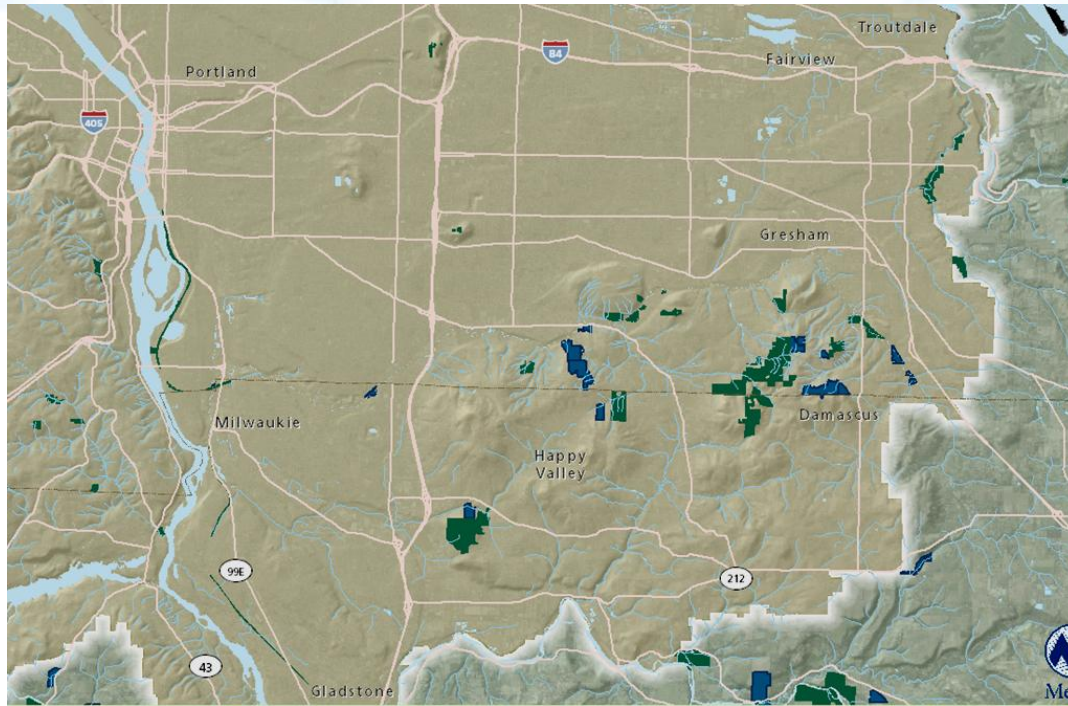 Troutdale
84
Fairview
Portland
405
Gresham
Milwaukie
Damascus
Happy
Valley
99E
212
43
Gladstone